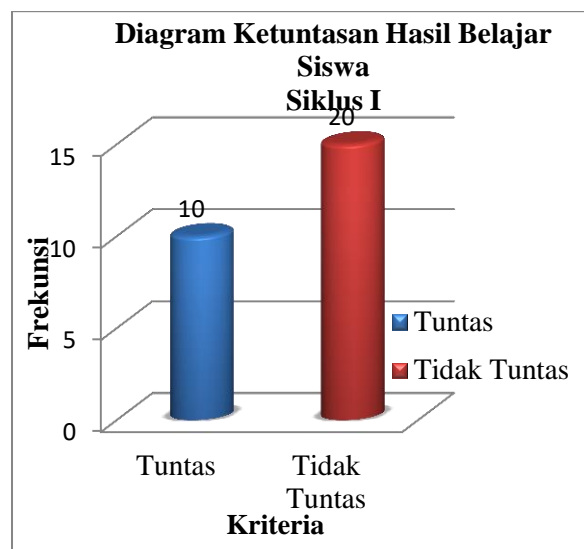 Diagram Ketuntasan Hasil Belajar
Siswa
Siklus I
20
15
10
10
5
0
Frekunsi
Tuntas
Tidak Tuntas
Tuntas
Tidak
Tuntas
Kriteria